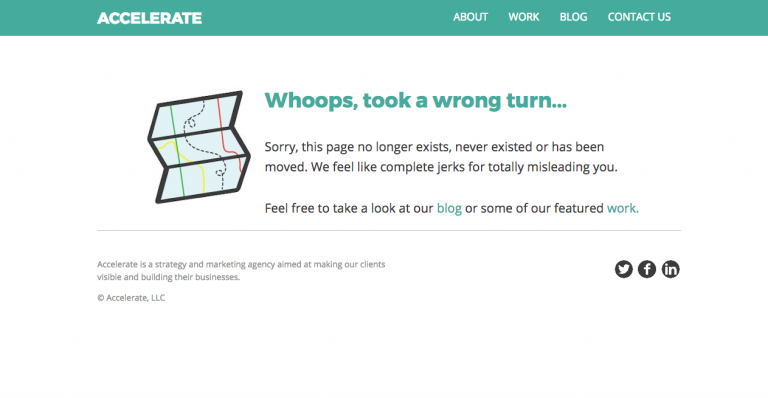 ACCELERATE
ABOUT WORK BLOG CONTACT US
Whoops, took a wrong turn...
Sorry, this page no longer exists, never existed or has been
moved. We feel like complete jerks for totally misleading you.
Feel free to take a look at our blog or some of our featured work.
Accelerate is a strategy and marketing agency aimed at making our clients
visible and building their businesses.
© Accelerate, LLC